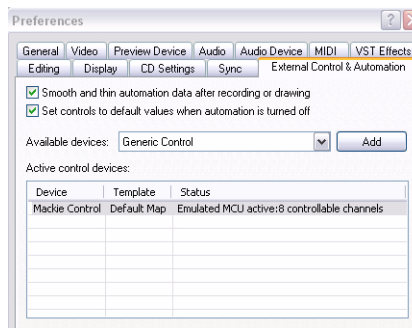 Preferences
General Video Preview Device Audio Audio Device MIDI VST Effects
Editing Display CD Settings Sync External Control & Automation
Smooth and thin automation data after recording or drawing
Set controls to default values when automation is turned off
Available devices: Generic Control Add
Active control devices:
Device Template Status
Mackie Control Default Map Emulated MCU active:8 controllable channels